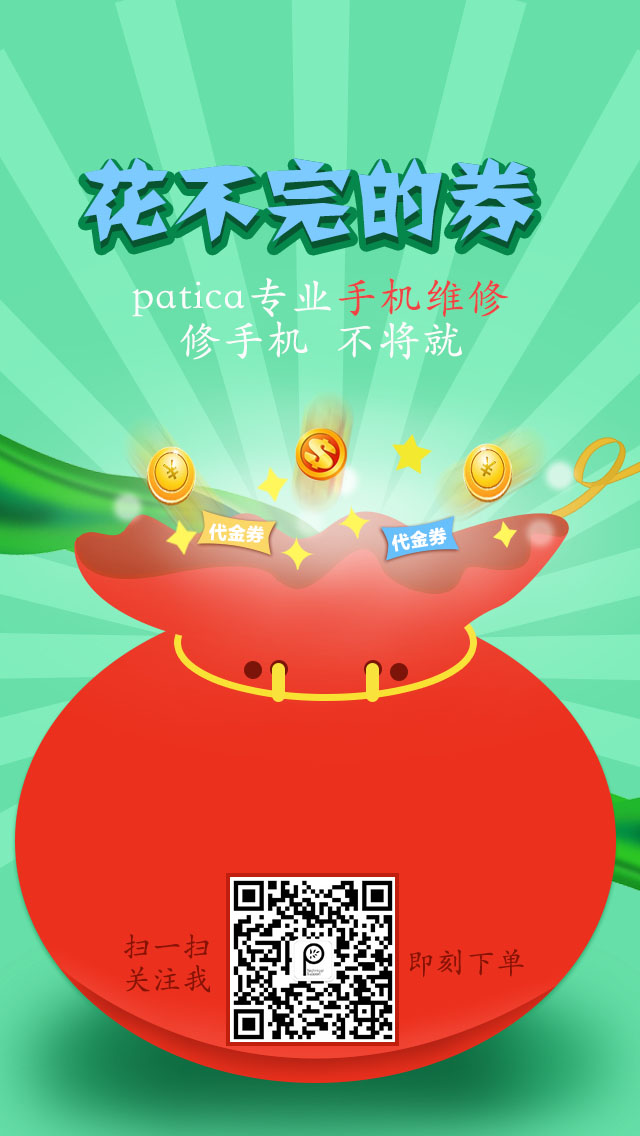 花不完的券
patica专业手机维修
修手机 不将就
代金券
代金券
扫一扫
关注我
即刻下单
Technical
Support